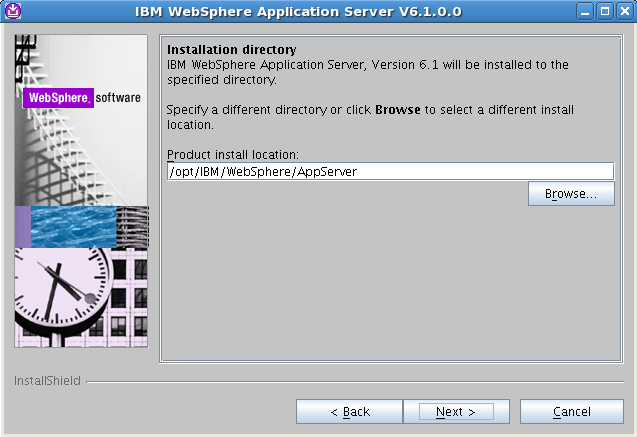 IBM WebSphere Application Server V6.1.0.0
WebSphere. software
Installation directory
IBM WebSphere Application Server, Version 6.1 will be installed to the
specified directory.
Specify a different directory or click Browse to select a different install
location.
Product install location:
/opt/IBM/WebSphere/AppServer
Browse...
InstallShield
< Back
Next >
Cancel